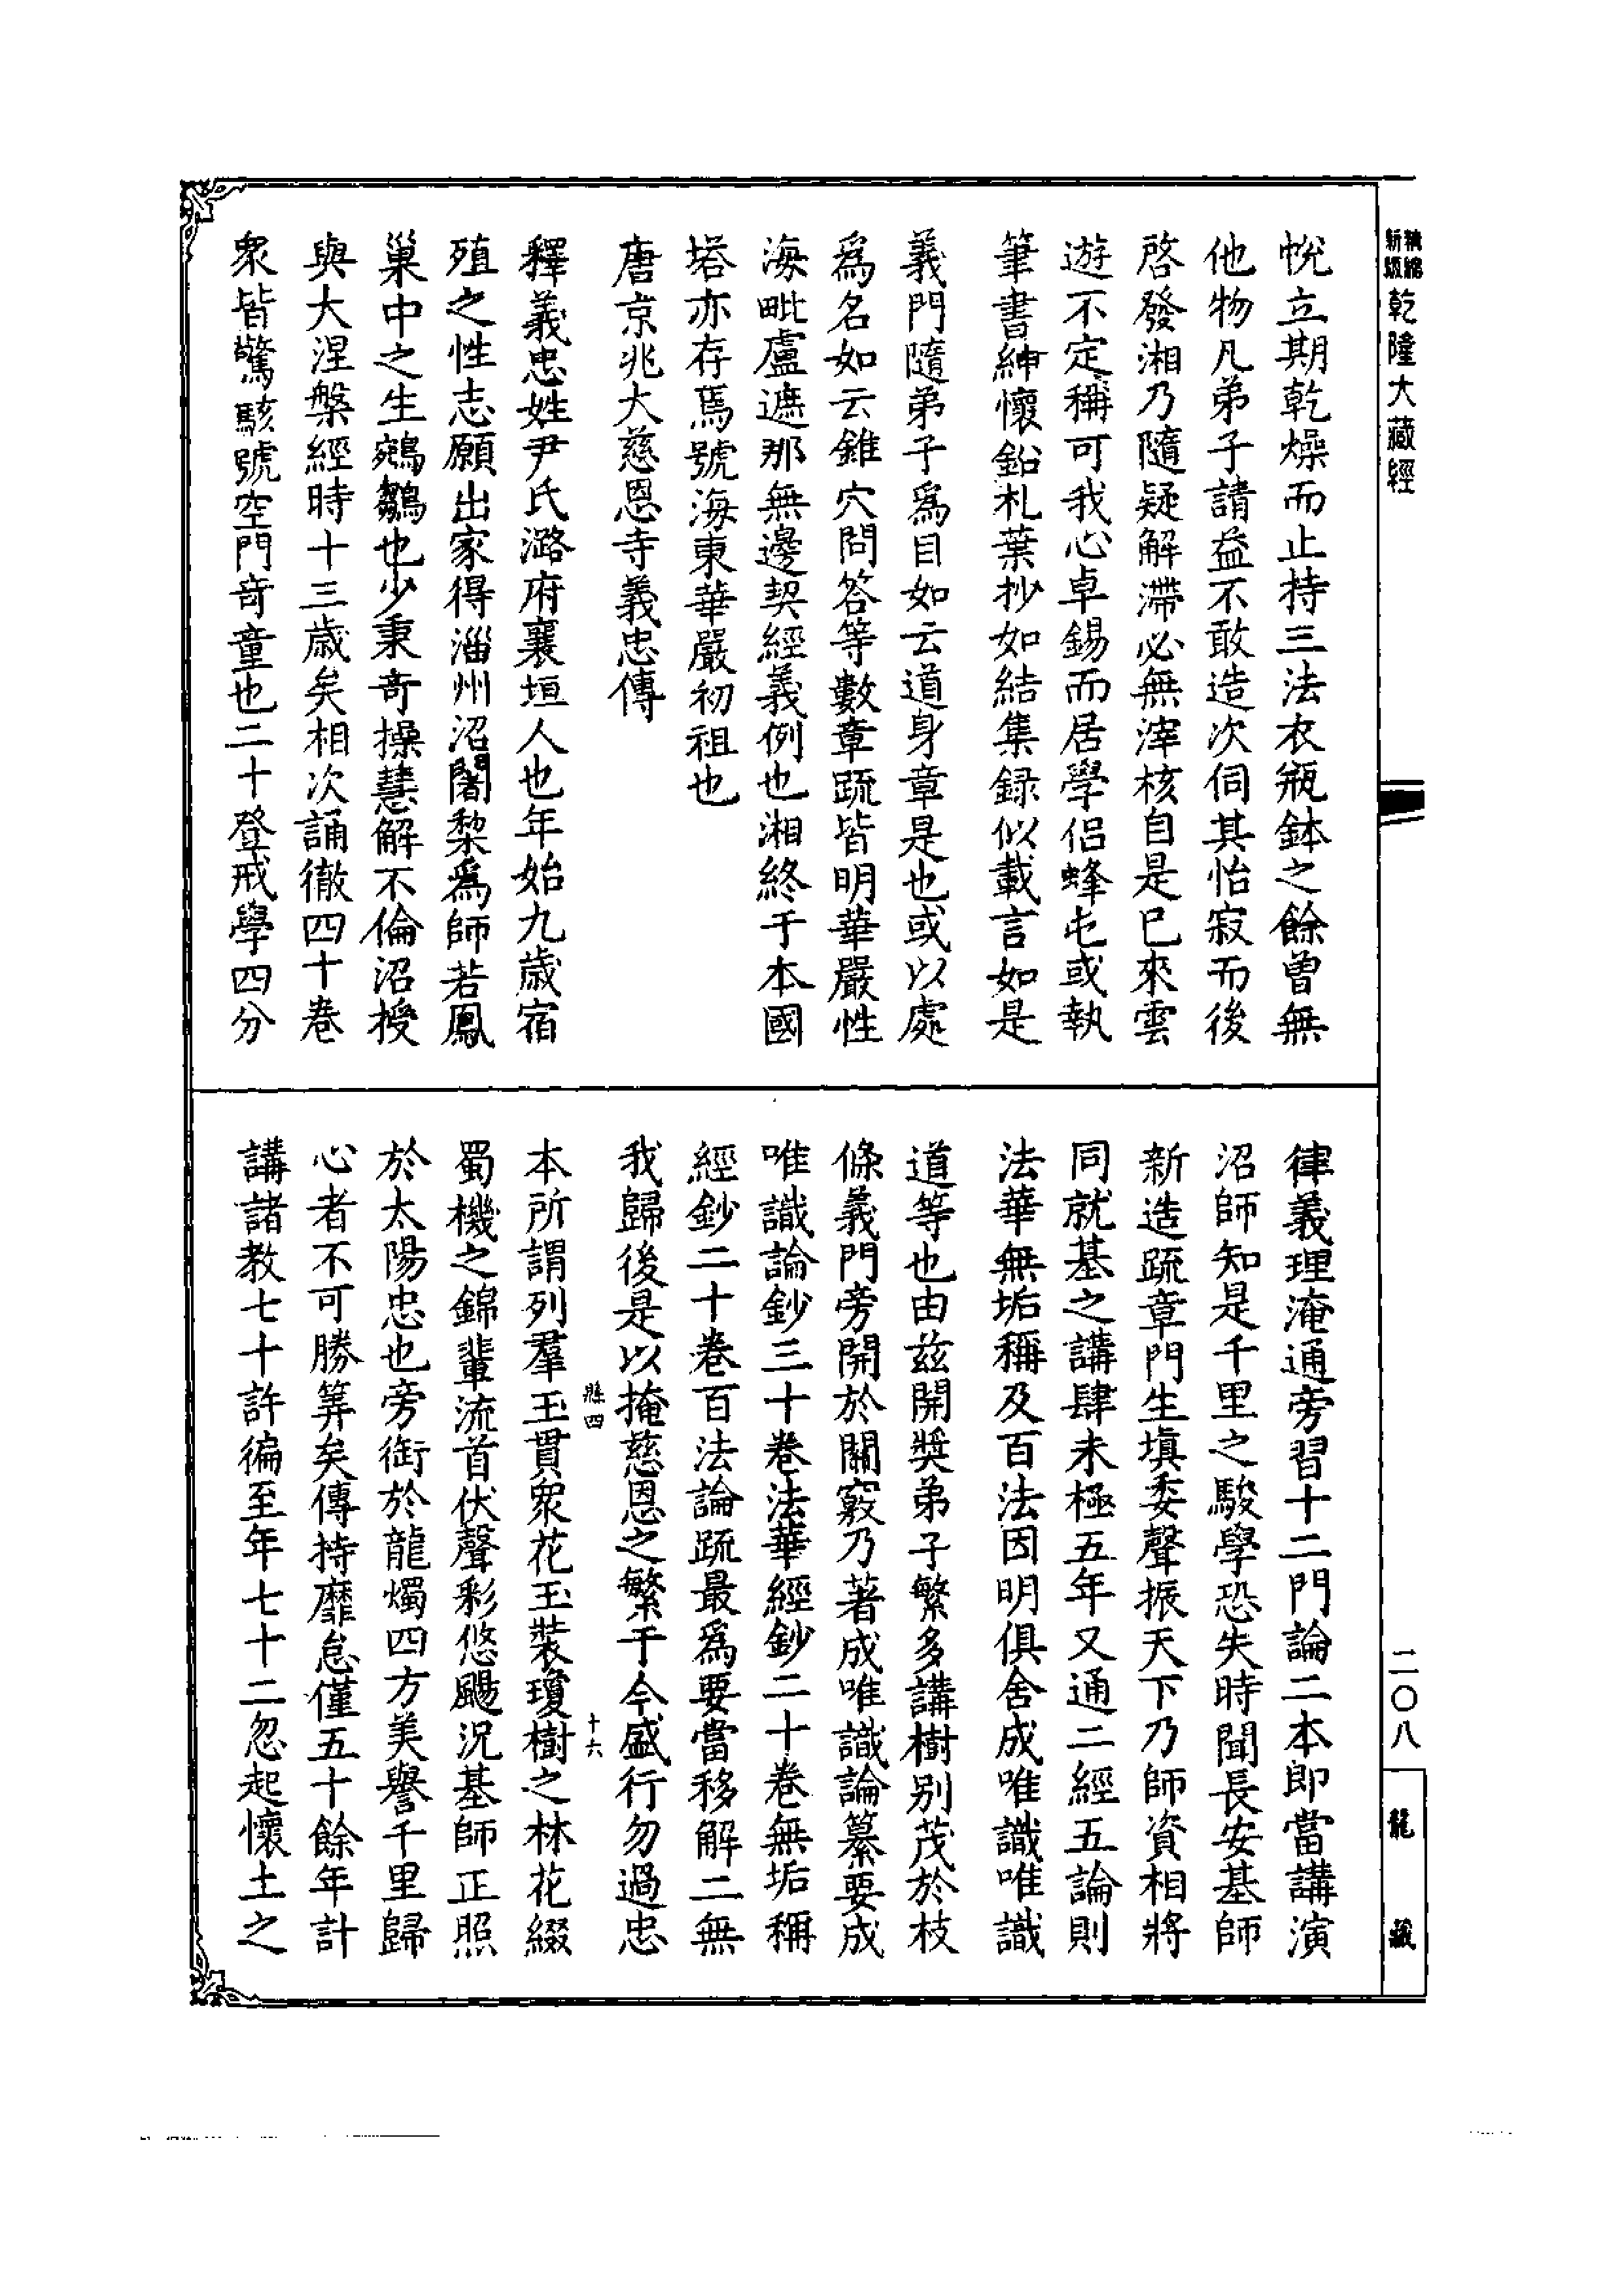 精縮
新版
乾隆大藏經
二〇八
龍藏
帨立期乾燥而止持三法衣瓶鉢之餘曾無
他物凡弟子請益不敢造次伺其怡寂而後
啓發湘乃隨疑解滯必無滓核自是已來雲
遊不定稱可我心卓錫而居學侶蜂屯或執
筆書紳懷鉛札葉抄如結集録似載言如是
義門隨弟子爲目如云道身章是也或以處
爲名如云錐穴問答等數章疏皆明華嚴性
海毗盧遮那無邊契經義例也湘終于本國
塔亦存焉號海東華嚴初祖也
唐京兆大慈恩寺義忠傳
釋義忠姓尹氏潞府襄垣人也年始九歲宿
殖之性志願出家得淄州沼闍棃爲師若鳳
巢中之生鵷鶵也少秉奇操慧解不倫沼授
與大涅槃經時十三歲矣相次誦徹四十卷
衆皆驚駭號空門奇童也二十登戒學四分
律義理淹通旁習十二門論二本即當講演
沼師知是千里之駿學恐失時聞長安基師
新造疏章門生填委聲振天下乃師資相將
同就基之講肆未極五年又通二經五論則
法華無垢稱及百法因明俱舍成唯識唯識
道等也由茲開奬弟子繁多講樹別茂於枝
條義門旁開於關竅乃著成唯識論纂要成
唯識論鈔三十卷法華經鈔二十卷無垢稱
經鈔二十卷百法論疏最爲要當移解二無
我歸後是以掩慈恩之繁于今盛行勿過忠
十六
本所謂列羣玉貫衆花玉裝瓊樹之林花綴
蜀機之錦輩流首伏聲彩悠颺況基師正照
於太陽忠也旁銜於龍燭四方美譽千里歸
心者不可勝筭矣傳持靡怠僅五十餘年計
講諸教七十許徧至年七十二忽起懷土之